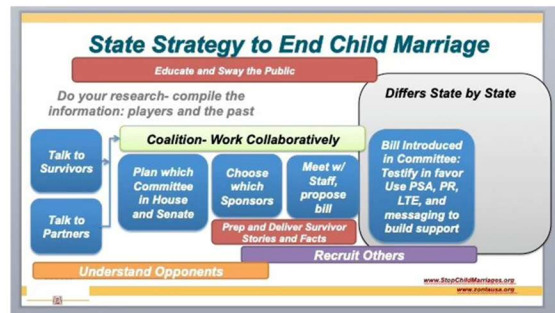 State Strategy to End Child Marriage
Educate and Sway the Public
Do your research- compile the
information: players and the past
Differs State by State
Coalition- Work Collaboratively
Talk to
Survivors
Talk to
Partners
Plan which
Committee
in House
and Senate
Choose
which
Sponsors
Meet w/
Staff,
propose
bill
Bill Introduced
in Committee:
Testify in favor
Use PSA, PR,
LTE, and
messaging to
build support
Prep and Deliver Survivor
Stories and Facts
Recruit Others
Understand Opponents
www.StopChildMarriages.org
www.zontausa.org